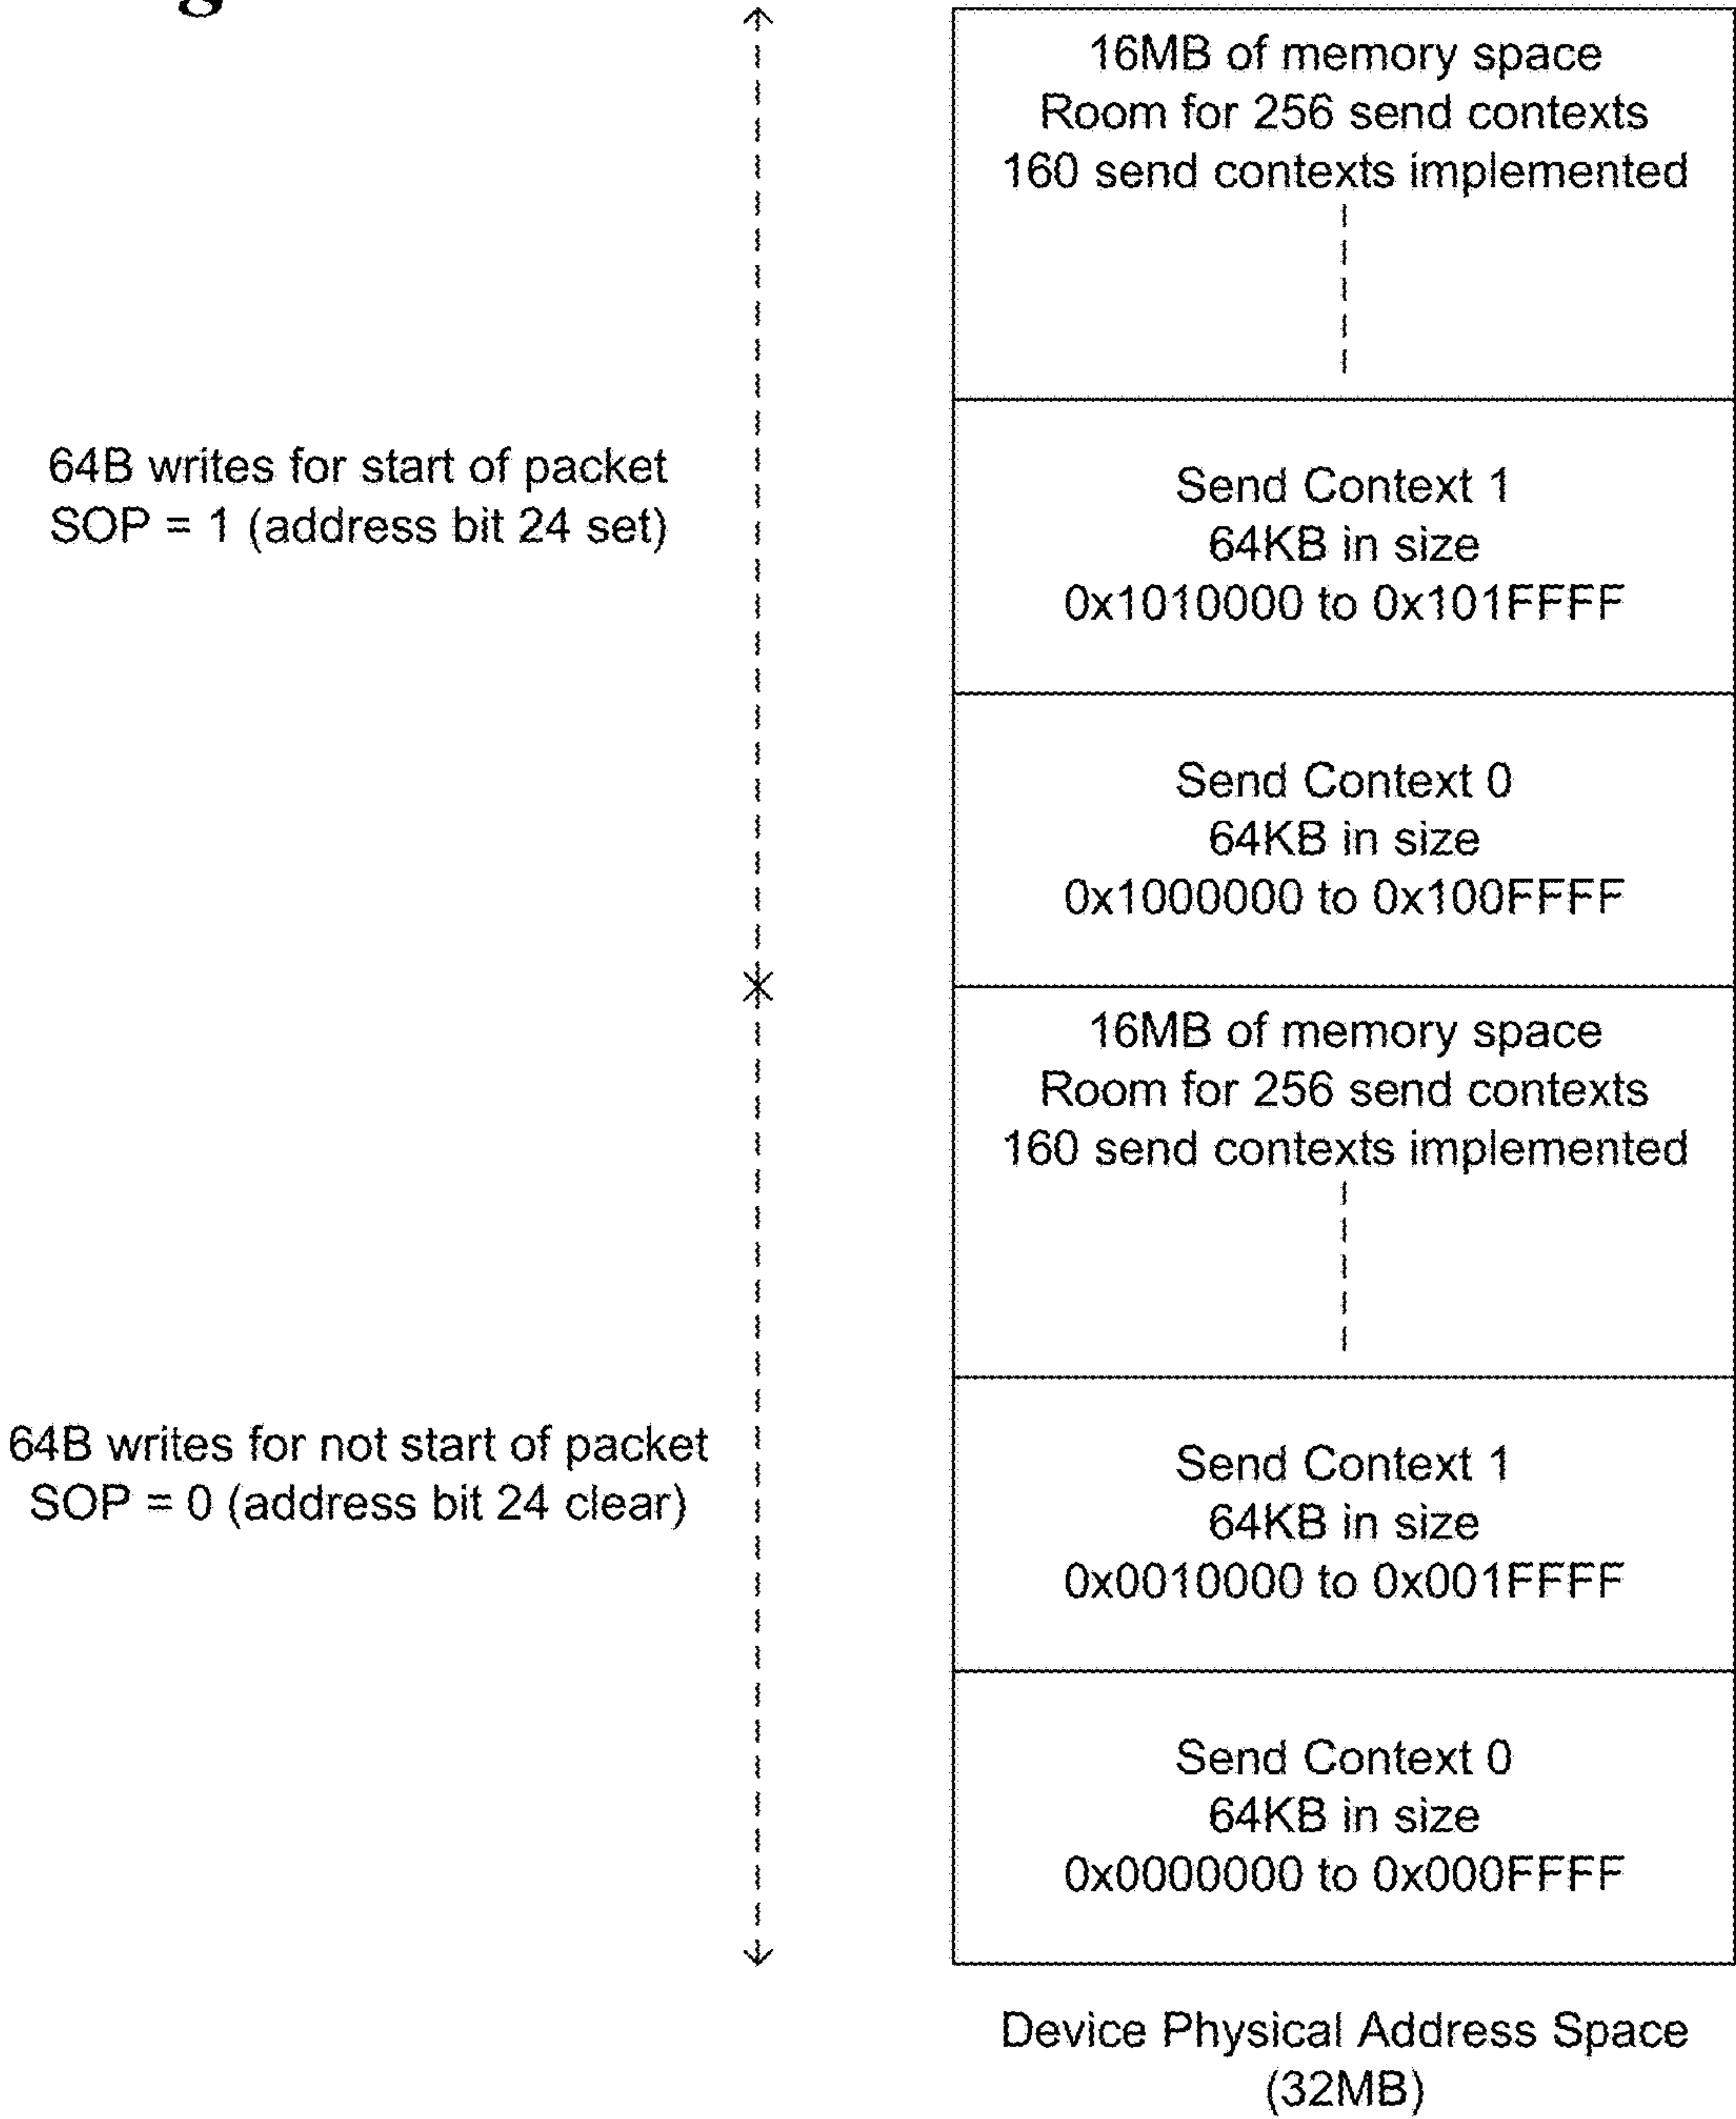 16MB of memory space
Room for 256 send contexts
160 send contexts implemented
64B writes for start of packet
SOP = 1 (address bit 24 set)
Send Context 1
64KB in size
0x1010000 to 0x101FFFF
Send Context 0
64KB in size
0x1000000 to 0x100FFFF
16MB of memory space
Room for 256 send contexts
160 send contexts implemented
64B writes for not start of packet
SOP = 0 (address bit 24 clear)
Send Context 1
64KB in size
0x0010000 to 0x001FFFF
Send Context 0
64KB in size
0x0000000 to 0x000FFFF
Device Physical Address Space
(32MB)